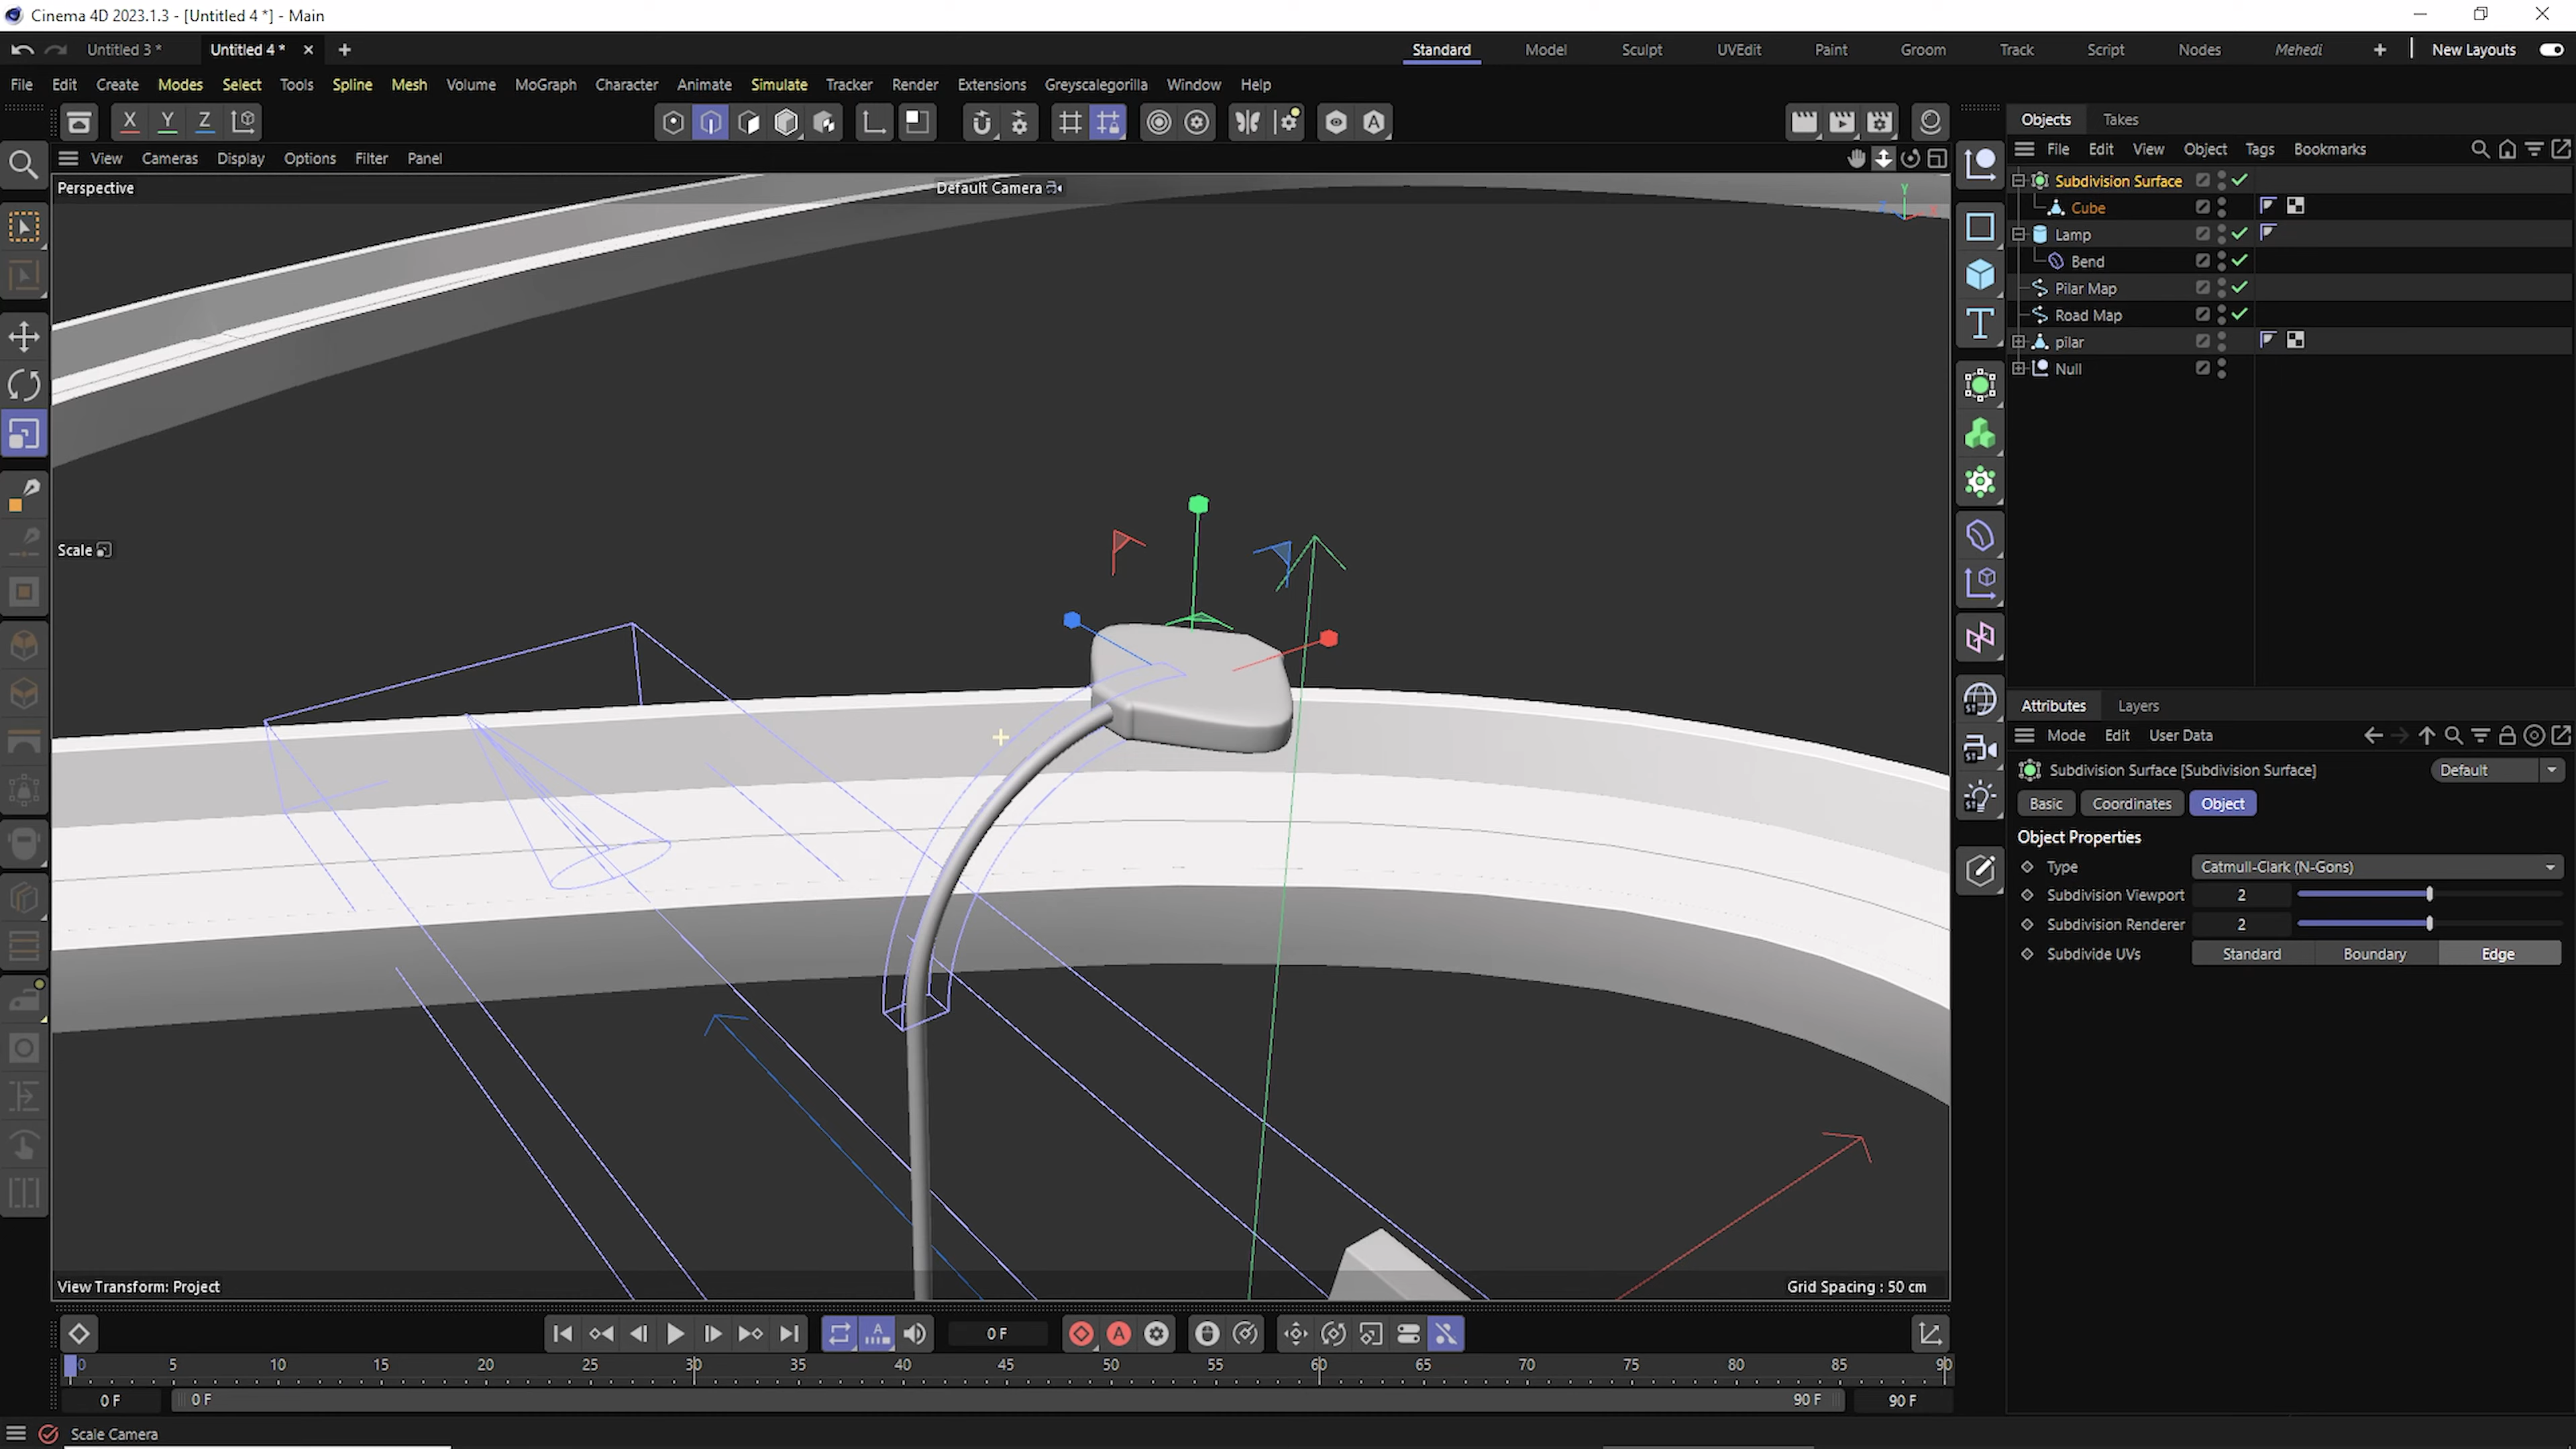 Cinema 4D 2023.1.3 - [Untitled 4 *] - Main
Untitled 3 *
Untitled 4 *
Standard
Model
Sculpt
UVEdit
Paint
Groom
Track
Script
Nodes
Mehedi
New Layouts
File Edit Create Modes Select Tools Spline Mesh Volume MoGraph Character Animate Simulate Tracker Render Extensions Greyscalegorilla Window Help
X Y Z
Objects Takes
View Cameras Display Options Filter Panel
File Edit View Object Tags Bookmarks
Perspective
Default Camera
Y
Subdivision Surface
Cube
Lamp
Bend
Pilar Map
Road Map
pilar
Null
Scale
Attributes Layers
Mode Edit User Data
Subdivision Surface [Subdivision Surface]
Default
Basic Coordinates Object
Object Properties
Type Catmull-Clark (N-Gons)
Subdivision Viewport 2
Subdivision Renderer 2
Subdivide UVs Standard Boundary Edge
View Transform: Project
Grid Spacing : 50 cm
0 F
0 5 10 15 20 25 30 35 40 45 50 55 60 65 70 75 80 85 90
0 F 0 F 90 F 90 F
Scale Camera